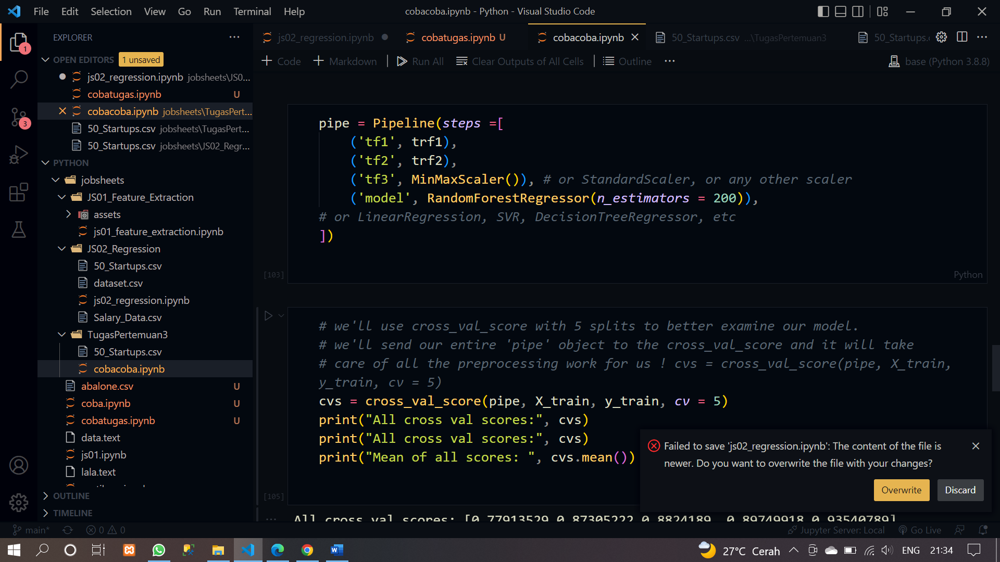 File Edit Selection View Go Run Terminal Help
cobacoba.ipynb - Python - Visual Studio Code
EXPLORER
js02_regression.ipynb
cobatugas.ipynb U
cobacoba.ipynb
50_Startups.csv ...\TugasPertemuan3
50_Startups.
OPEN EDITORS 1 unsaved
js02_regression.ipynb jobsheets\JS0...
cobatugas.ipynb U
cobacoba.ipynb jobsheets\TugasPert...
50_Startups.csv jobsheets\TugasPert...
50_Startups.csv jobsheets\JS02_Regr...
PYTHON
jobsheets
JS01_Feature_Extraction
assets
js01_feature_extraction.ipynb
JS02_Regression
50_Startups.csv
dataset.csv
js02_regression.ipynb
Salary_Data.csv
TugasPertemuan3
50_Startups.csv
cobacoba.ipynb
abalone.csv U
coba.ipynb U
cobatugas.ipynb U
data.text
js01.ipynb
lala.text
OUTLINE
TIMELINE
1
3
+ Code + Markdown Run All Clear Outputs of All Cells Outline ...
base (Python 3.8.8)
pipe = Pipeline(steps =[
('tf1', trf1),
('tf2', trf2),
('tf3', MinMaxScaler()), # or StandardScaler, or any other scaler
('model', RandomForestRegressor(n_estimators = 200)),
# or LinearRegression, SVR, DecisionTreeRegressor, etc
])
[103]
Python
# we'll use cross_val_score with 5 splits to better examine our model.
# we'll send our entire 'pipe' object to the cross_val_score and it will take
# care of all the preprocessing work for us ! cvs = cross_val_score(pipe, X_train,
y_train, cv = 5)
cvs = cross_val_score(pipe, X_train, y_train, cv = 5)
print("All cross val scores:", cvs)
print("All cross val scores:", cvs)
print("Mean of all scores: ", cvs.mean())
[105]
All cross val scores: [0.77913529 0.87305222 0.8824189  0.89749918 0.93540789]
Failed to save 'js02_regression.ipynb': The content of the file is
newer. Do you want to overwrite the file with your changes?
Overwrite
Discard
main* 0 0
Jupyter Server: Local
Go Live
27°C Cerah
ENG
21:34